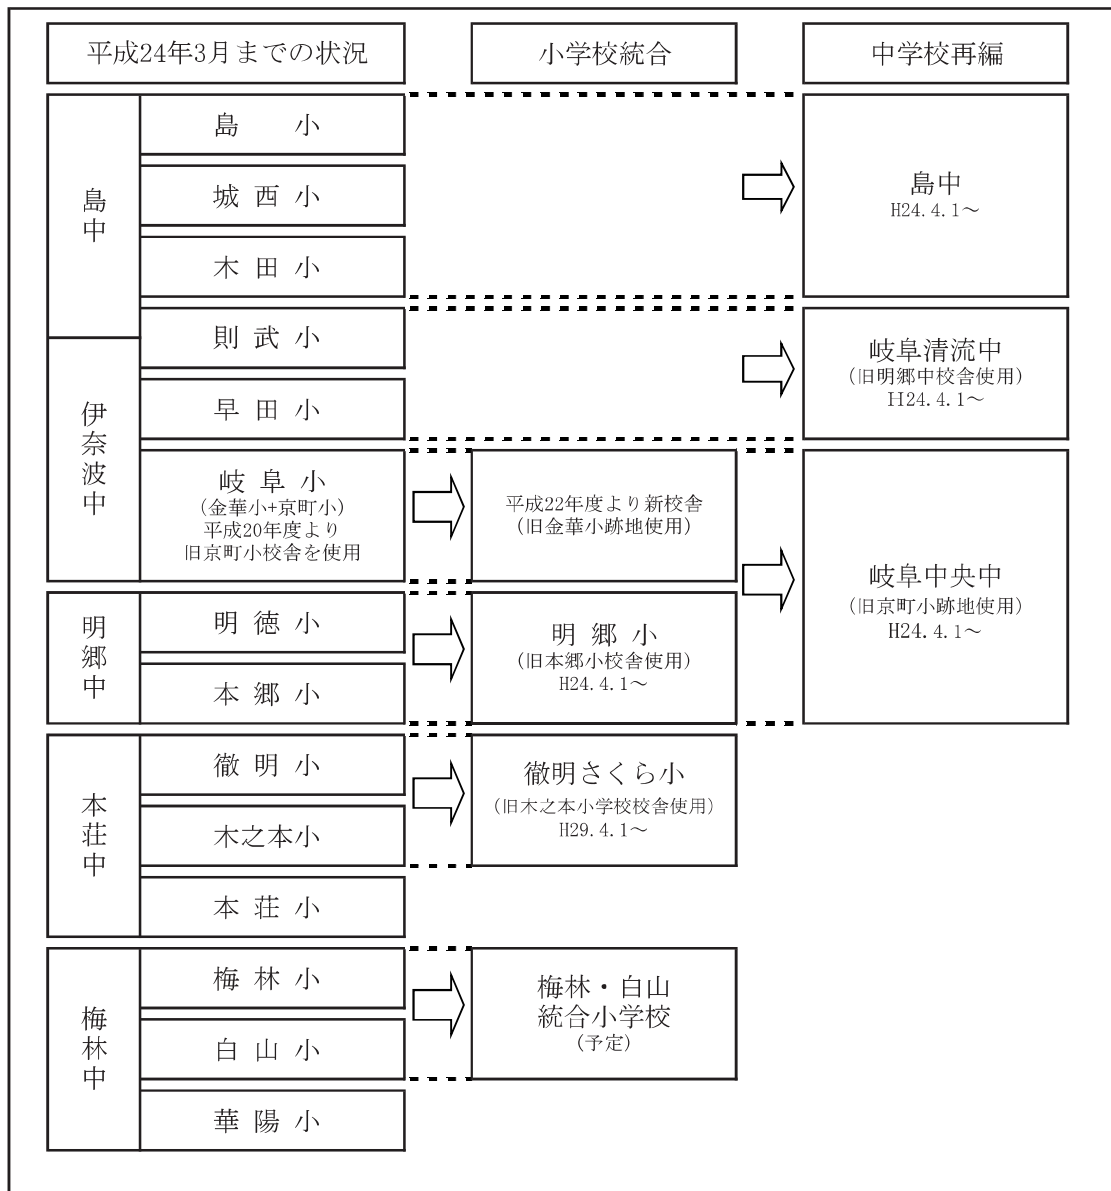 平成24年3月までの状況
小学校統合
中学校再編
島中
島 小
城 西 小
木 田 小
島中
H24.4.1～
伊奈波中
則 武 小
早 田 小
岐阜清流中
(旧明郷中校舎使用)
H24.4.1～
岐 阜 小
(金華小+京町小)
平成20年度より
旧京町小校舎を使用
平成22年度より新校舎
(旧金華小跡地使用)
岐阜中央中
(旧京町小跡地使用)
H24.4.1～
明郷中
明 徳 小
本 郷 小
明 郷 小
(旧本郷小校舎使用)
H24.4.1～
本荘中
徹 明 小
木之本小
本 荘 小
徹明さくら小
(旧木之本小学校校舎使用)
H29.4.1～
梅林中
梅 林 小
白 山 小
華 陽 小
梅林・白山
統合小学校
(予定)